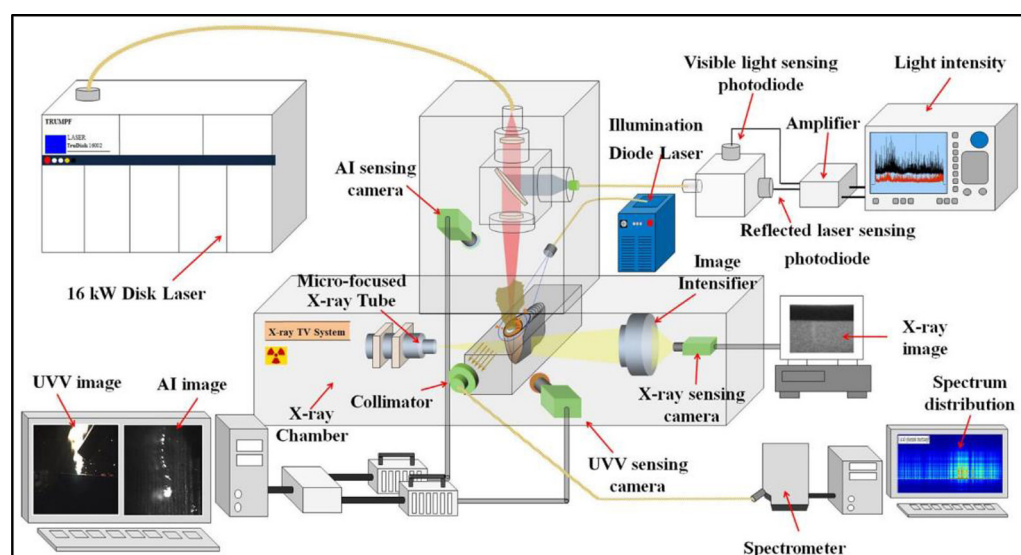 Visible light sensing
photodiode
Light intensity
Amplifier
Illumination
Diode Laser
TRUMPF
LASER
TruDisk 16002
AI sensing
camera
Reflected laser sensing
photodiode
16 kW Disk Laser
Micro-focused
X-ray Tube
Image
Intensifier
X-ray TV System
X-ray
image
UVV image
AI image
X-ray
Chamber
Collimator
X-ray sensing
camera
Spectrum
distribution
UVV sensing
camera
Spectrometer